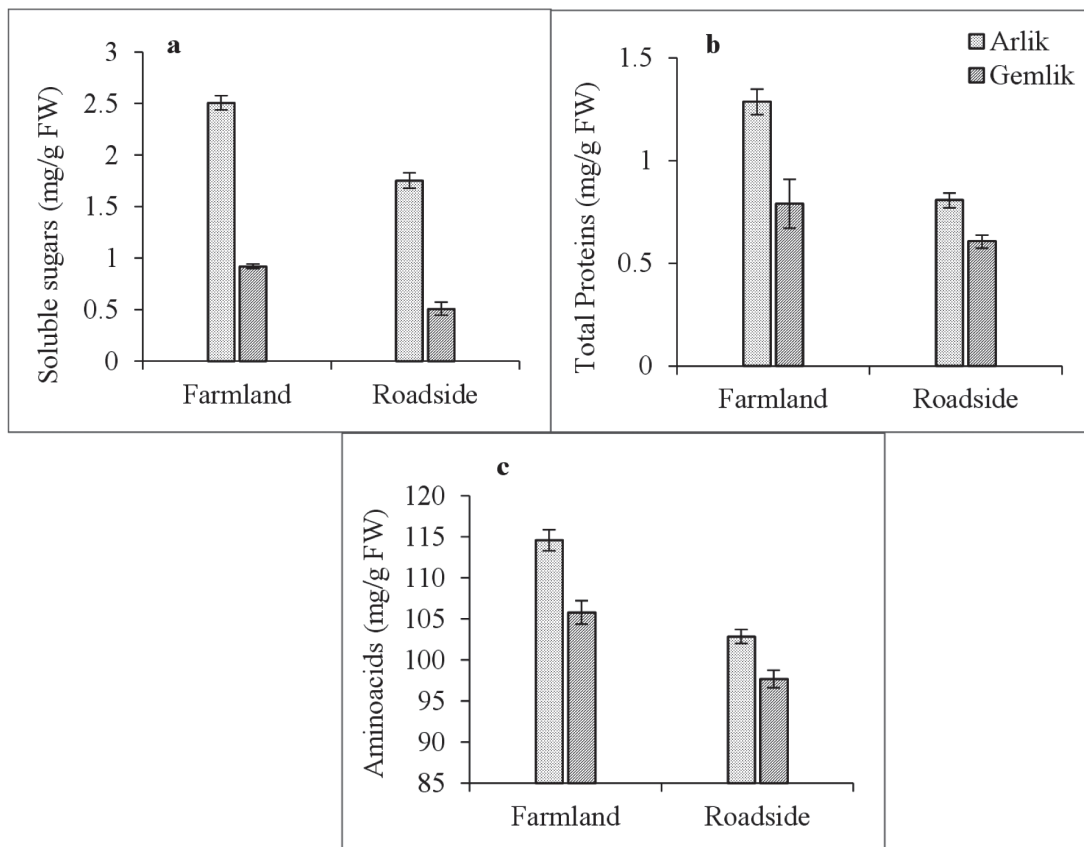 a
Soluble sugars (mg/g FW)
3
2.5
2
1.5
1
0.5
0
Farmland Roadside
b
Arlik
Gemlik
Total Proteins (mg/g FW)
1.5
1
0.5
0
Farmland Roadside
c
Aminoacids (mg/g FW)
120
115
110
105
100
95
90
85
Farmland Roadside